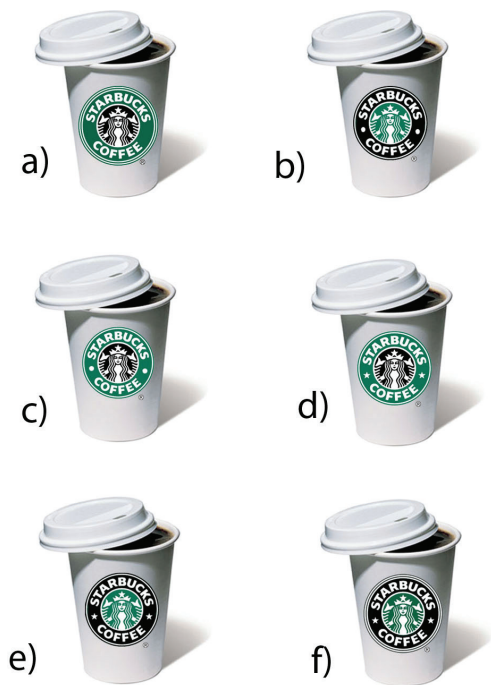 STARBUCKS
COFFEE
®
a)
STARBUCKS
COFFEE
®
b)
STARBUCKS
COFFEE
®
c)
STARBUCKS
COFFEE
®
d)
STARBUCKS
COFFEE
®
e)
STARBUCKS
COFFEE
®
f)